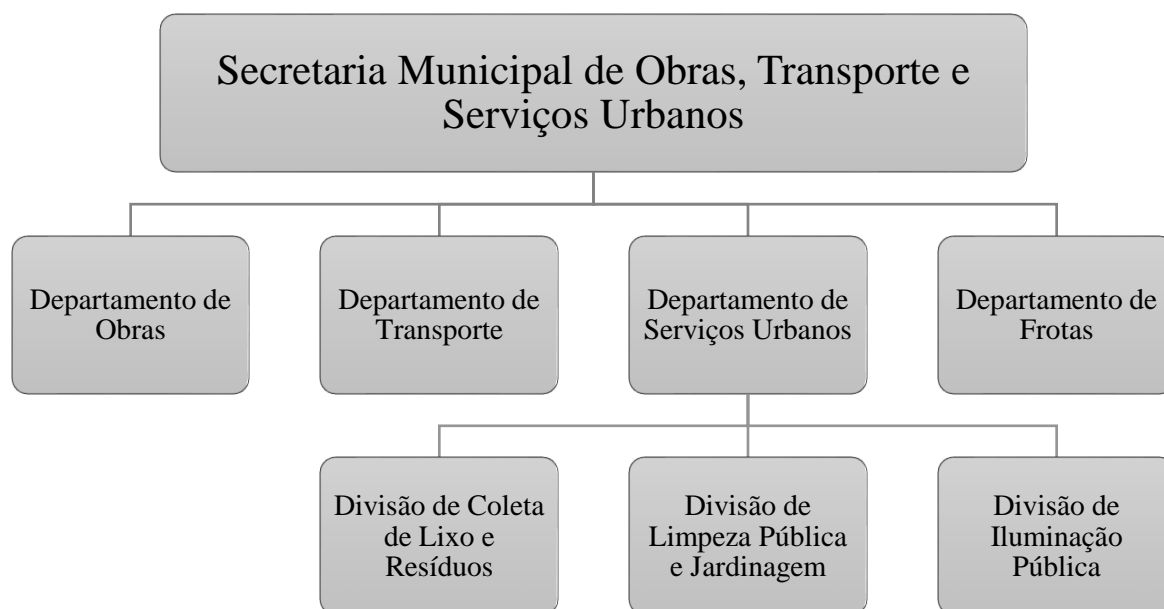 Secretaria Municipal de Obras, Transporte e
Serviços Urbanos
Departamento de
Obras
Departamento de
Transporte
Departamento de
Serviços Urbanos
Departamento de
Frotas
Divisão de Coleta
de Lixo e
Resíduos
Divisão de
Limpeza Pública
e Jardinagem
Divisão de
Iluminação
Pública